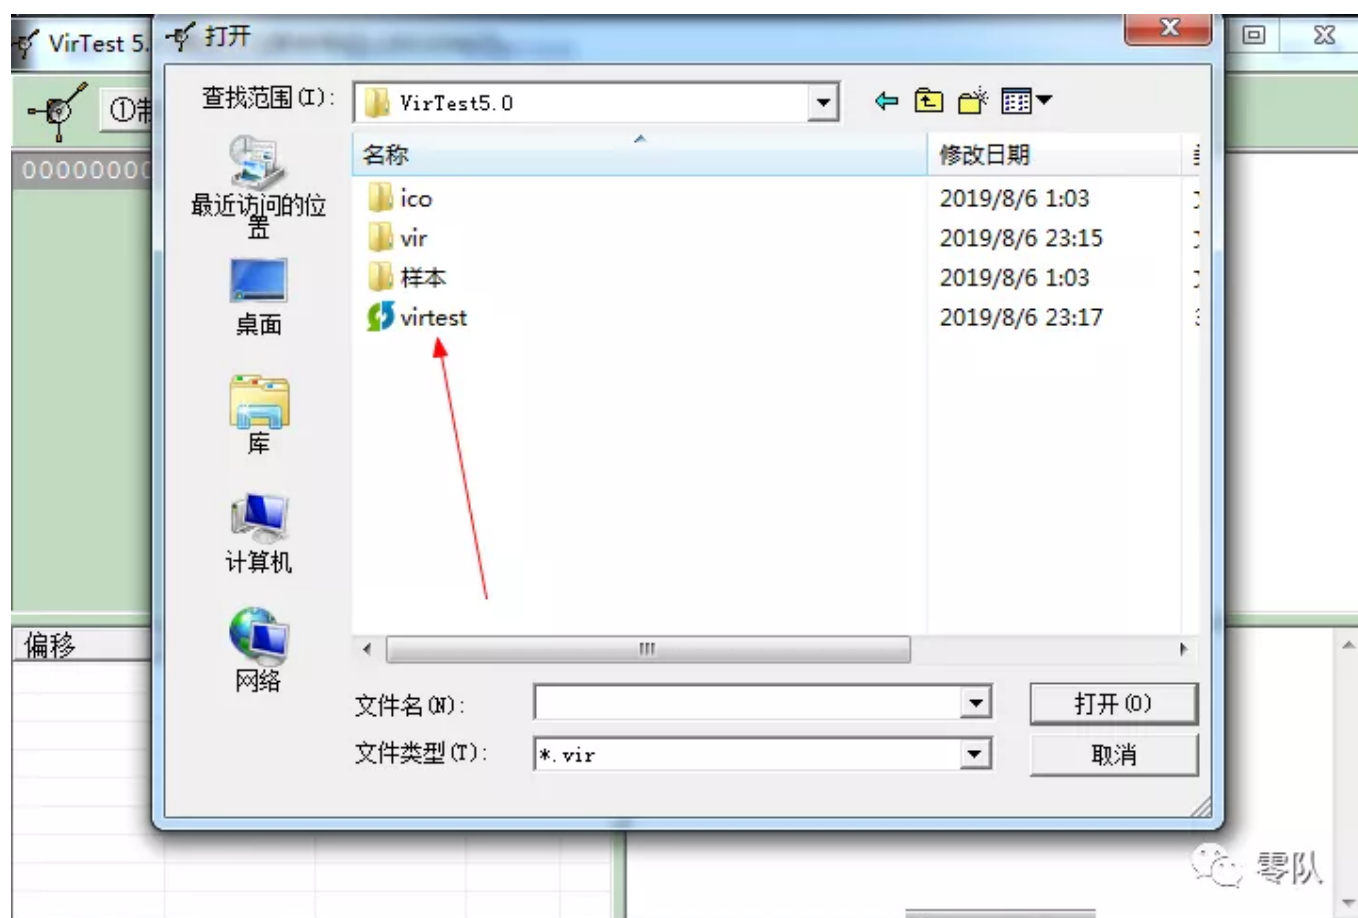 VirTest 5.
打开
①制
00000000
查找范围(I):
VirTest5.0
名称
修改日期
ico
2019/8/6 1:03
vir
2019/8/6 23:15
样本
2019/8/6 1:03
virtest
2019/8/6 23:17
最近访问的位置
桌面
库
计算机
网络
文件名(N):
打开(O)
文件类型(T):
*.vir
取消
偏移
零队